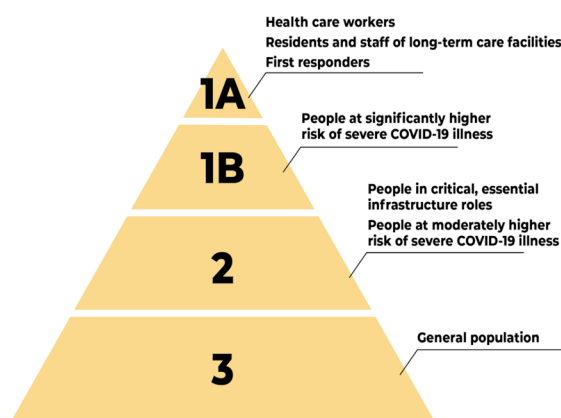 Health care workers
Residents and staff of long-term care facilities
First responders
1A
People at significantly higher
risk of severe COVID-19 illness
1B
People in critical, essential
infrastructure roles
People at moderately higher
risk of severe COVID-19 illness
2
General population
3